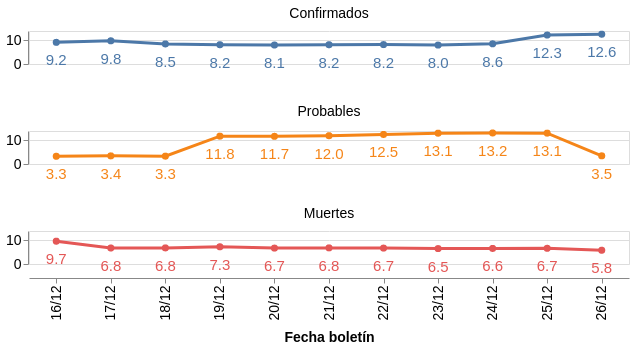 Confirmados
10
0
9.2 9.8 8.5 8.2 8.1 8.2 8.2 8.0 8.6 12.3 12.6
Probables
10
0
3.3 3.4 3.3 11.8 11.7 12.0 12.5 13.1 13.2 13.1 3.5
Muertes
10
0
9.7 6.8 6.8 7.3 6.7 6.8 6.7 6.5 6.6 6.7 5.8
16/12 17/12 18/12 19/12 20/12 21/12 22/12 23/12 24/12 25/12 26/12
Fecha boletín